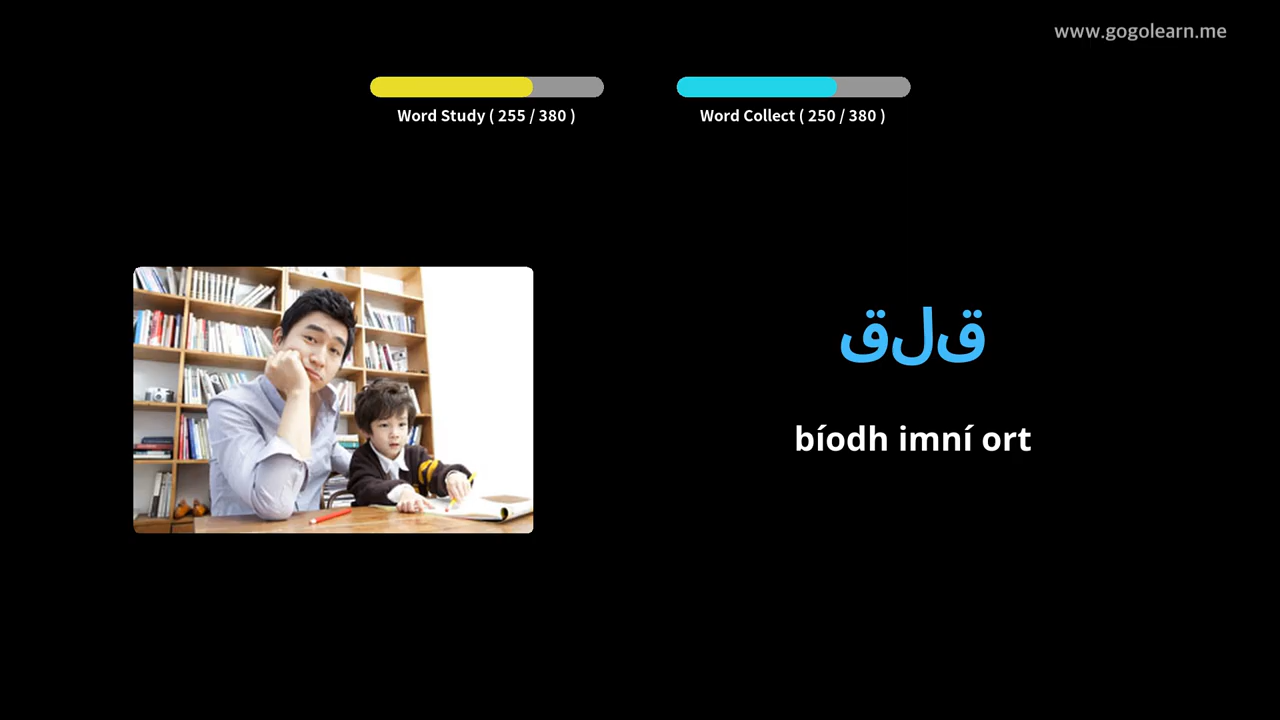 www.gogolearn.me
Word Study ( 255 / 380 )
Word Collect ( 250 / 380 )
قلق
bíodh imní ort